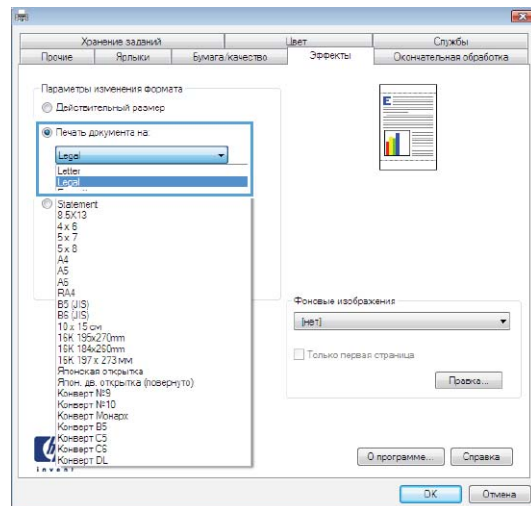 Хранение заданий
Цвет
Службы
Прочие
Ярлыки
Бумага/качество
Эффекты
Окончательная обработка
Параметры изменения формата
Действительный размер
Печать документа на:
Legal
Letter
Legal
Statement
8.5X13
4 x 6
5 x 7
5 x 8
A4
A5
A6
RA4
B5 (JIS)
B6 (JIS)
10 x 15 см
16K 195x270mm
16K 184x260mm
16K 197 x 273 мм
Японская открытка
Япон. дв. открытка (повернуто)
Конверт №9
Конверт №10
Конверт Монарх
Конверт B5
Конверт C5
Конверт C6
Конверт DL
Фоновые изображения
[нет]
Только первая страница
Правка...
invent
О программе...
Справка
OK
Отмена